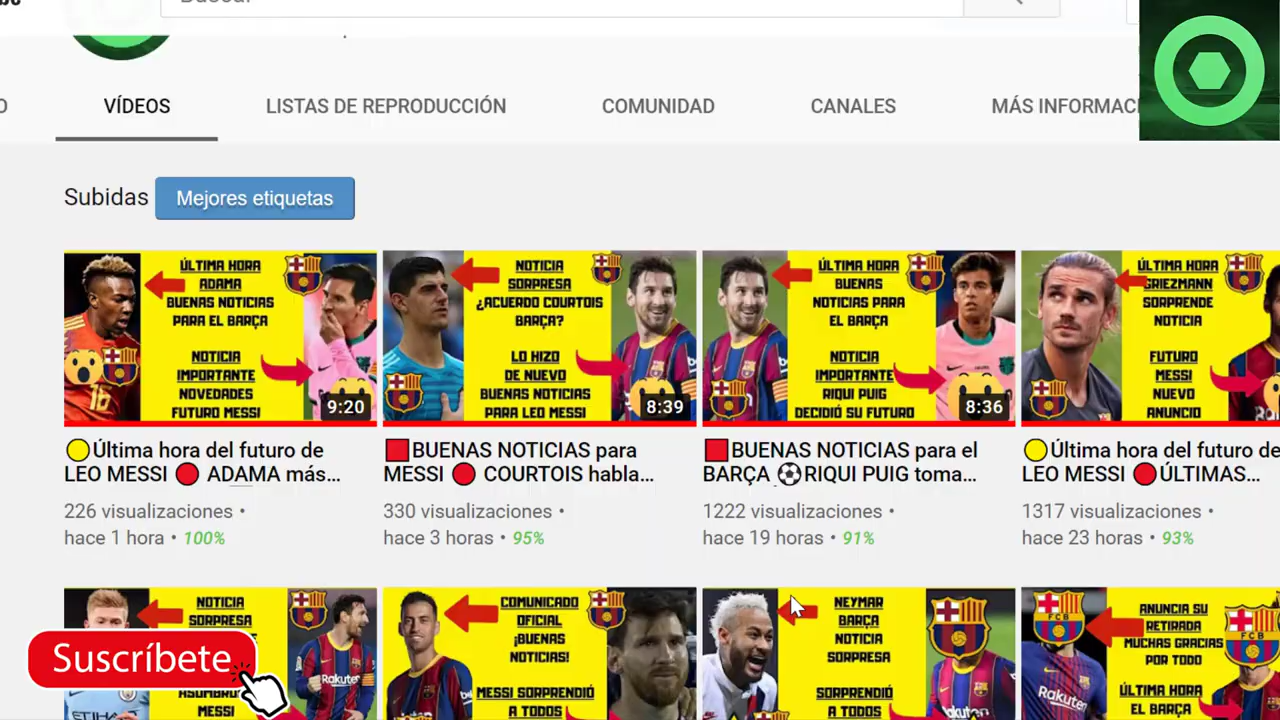 VÍDEOS
LISTAS DE REPRODUCCIÓN
COMUNIDAD
CANALES
MÁS INFORMAC
Subidas
Mejores etiquetas
ÚLTIMA HORA
ADAMA
BUENAS NOTICIAS
PARA EL BARÇA
NOTICIA
IMPORTANTE
NOVEDADES
FUTURO MESSI
16
9:20
NOTICIA
SORPRESA
¿ACUERDO COURTOIS
BARÇA?
LO HIZO
DE NUEVO
BUENAS NOTICIAS
PARA LEO MESSI
8:39
ÚLTIMA HORA
BUENAS
NOTICIAS PARA
EL BARÇA
NOTICIA
IMPORTANTE
RIQUI PUIG
DECIDIÓ SU FUTURO
8:36
ÚLTIMA HORA
GRIEZMANN
SORPRENDE
NOTICIA
FUTURO
MESSI
NUEVO
ANUNCIO
🟡Última hora del futuro de
LEO MESSI 🔴 ADAMA más...
226 visualizaciones •
hace 1 hora • 100%
🟥BUENAS NOTICIAS para
MESSI 🔴 COURTOIS habla...
330 visualizaciones •
hace 3 horas • 95%
🟥BUENAS NOTICIAS para el
BARÇA ⚽RIQUI PUIG toma...
1222 visualizaciones •
hace 19 horas • 91%
🟡Última hora del futuro de
LEO MESSI 🔴ÚLTIMAS...
1317 visualizaciones •
hace 23 horas • 93%
NOTICIA
SORPRESA
MESSI
Rakuten
COMUNICADO
OFICIAL
¡BUENAS
NOTICIAS!
MESSI SORPRENDIÓ
A TODOS
NEYMAR
BARÇA
NOTICIA
SORPRESA
SORPRENDIÓ
A TODOS
FCB
Rakuten
ANUNCIA SU
RETIRADA
MUCHAS GRACIAS
POR TODO
ÚLTIMA HORA
EL BARÇA
FCB
Suscríbete